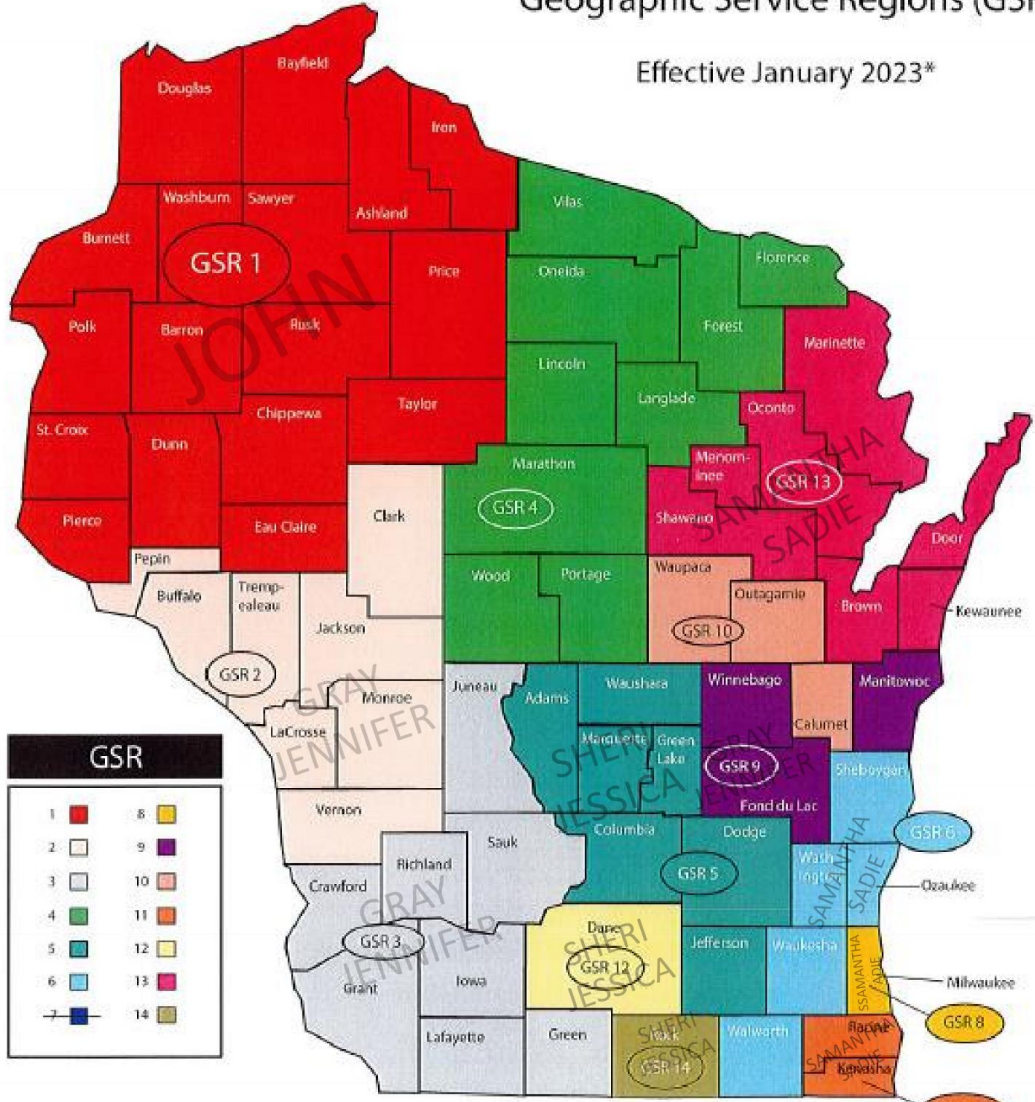 Geographic Service Regions (GSR
Effective January 2023*
Bayfield
Douglas
Iron
Washburn
Sawyer
Ashland
Vilas
Burnett
GSR 1
JOHN
Price
Oneida
Florence
Polk
Barron
Rusk
Forest
Marinette
Lincoln
Langlade
Taylor
Chippewa
Oconto
St. Croix
Dunn
Marathon
Menom-
inee
GSR 13
SAMANTHA
SADIE
GSR 4
Clark
Shawano
Pierce
Eau Claire
Door
Pepin
Wood
Portage
Waupaca
Buffalo
Tremp-
ealeau
Outagamie
Brown
Kewaunee
Jackson
GSR 10
GSR 2
Juneau
Adams
Waushara
Winnebago
Manitowoc
GRAY
JENNIFER
Monroe
LaCrosse
Calumet
Marquette
Green
Lake
SHERI
JESSICA
GRAY
JENNIFER
GSR 9
Sheboygan
Fond du Lac
Vernon
Columbia
Dodge
GSR 6
Sauk
Richland
Wash-
ington
SAMANTHA
SADIE
GSR 5
Crawford
Ozaukee
GRAY
JENNIFER
GSR 3
Dane
SHERI
GSR 12
JESSICA
Jefferson
Waukesha
SSAMANTHA
ADIE
Milwaukee
Grant
Iowa
GSR 8
Lafayette
Green
SHERI
Rock
JESSICA
GSR 14
Walworth
Racine
SAMANTHA
SADIE
Kenosha
GSR
1
8
2
9
3
10
4
11
5
12
6
13
7
14